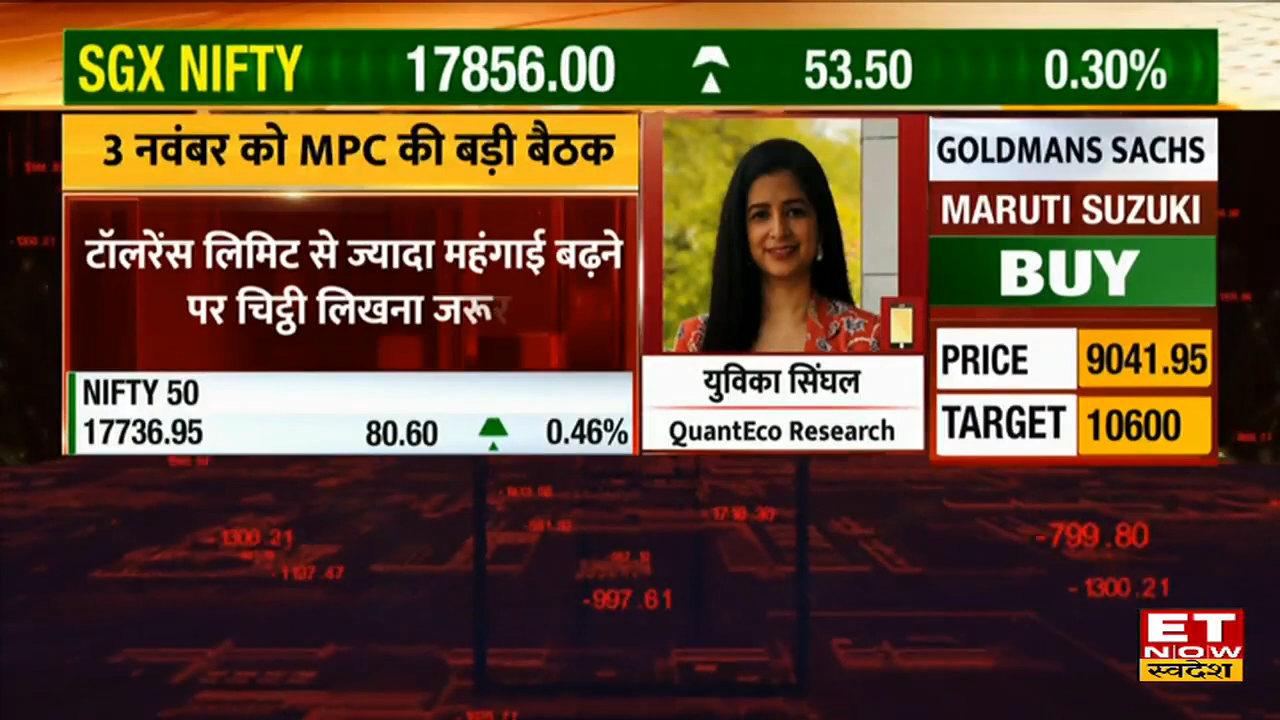 SGX NIFTY 17856.00 53.50 0.30%
3 नवंबर को MPC की बड़ी बैठक
टॉलरेंस लिमिट से ज्यादा महंगाई बढ़ने
पर चिट्ठी लिखना
NIFTY 50
17736.95 80.60 0.46%
युविका सिंघल
QuantEco Research
GOLDMANS SACHS
MARUTI SUZUKI
BUY
PRICE 9041.95
TARGET 10600
-1300.21
-1107.47
-997.61
-799.80
-1300.21
ET
NOW
स्वदेश